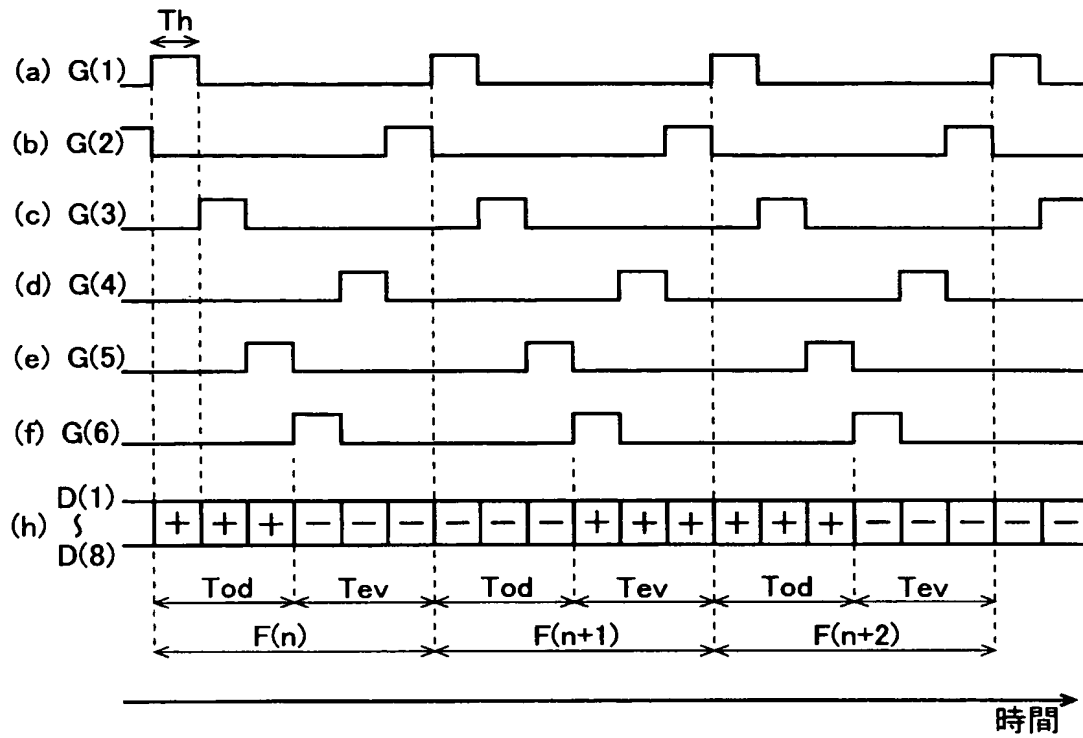 Th
(a) G(1)
(b) G(2)
(c) G(3)
(d) G(4)
(e) G(5)
(f) G(6)
D(1)
(h) ∫ + + + − − − − − − + + + + + + − − − − −
D(8)
Tod Tev Tod Tev Tod Tev
F(n) F(n+1) F(n+2)
時間